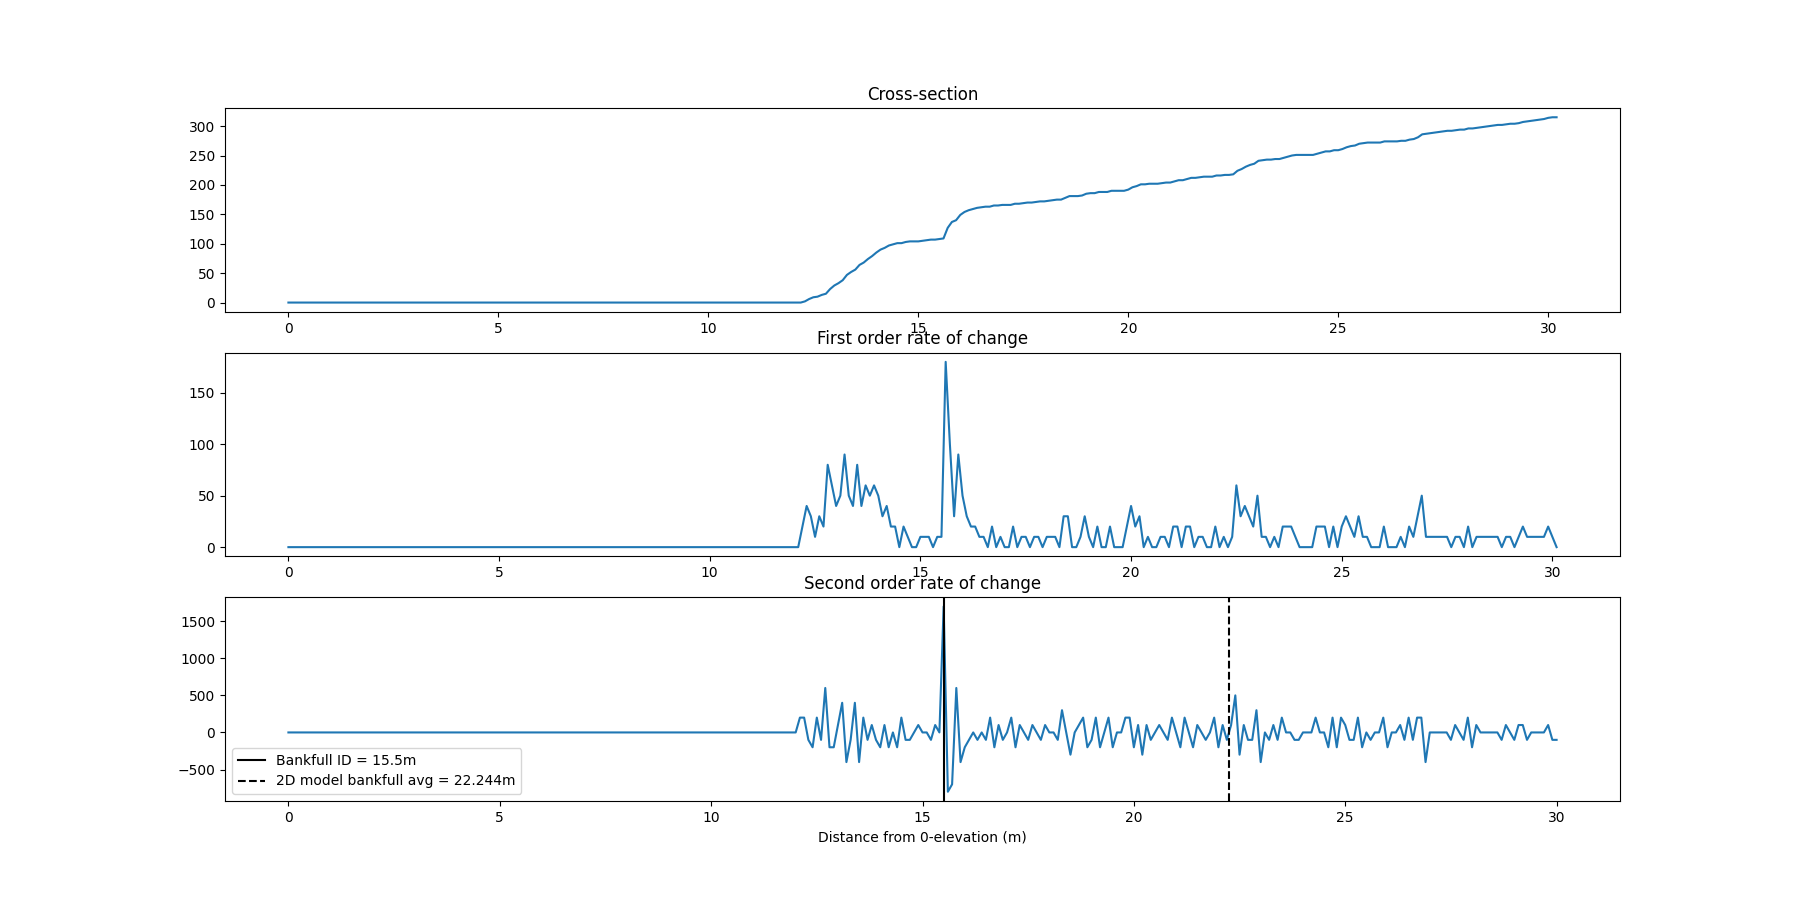 Cross-section
300
250
200
150
100
50
0
0 5 10 15 20 25 30
First order rate of change
150
100
50
0
0 5 10 15 20 25 30
Second order rate of change
1500
1000
500
0
−500
Bankfull ID = 15.5m
2D model bankfull avg = 22.244m
0 5 10 15 20 25 30
Distance from 0-elevation (m)